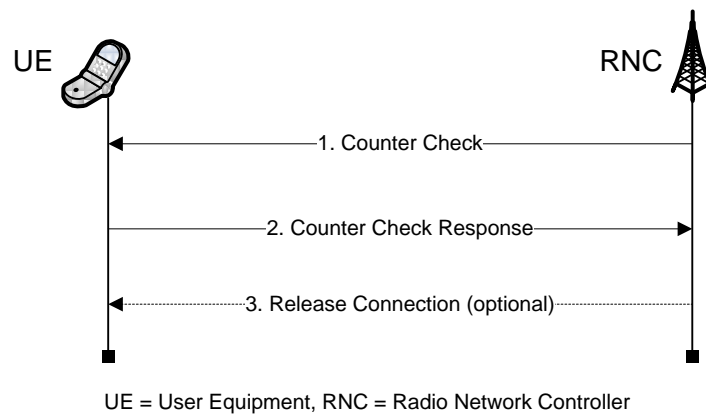 UE
RNC
1. Counter Check
2. Counter Check Response
3. Release Connection (optional)
UE = User Equipment, RNC = Radio Network Controller